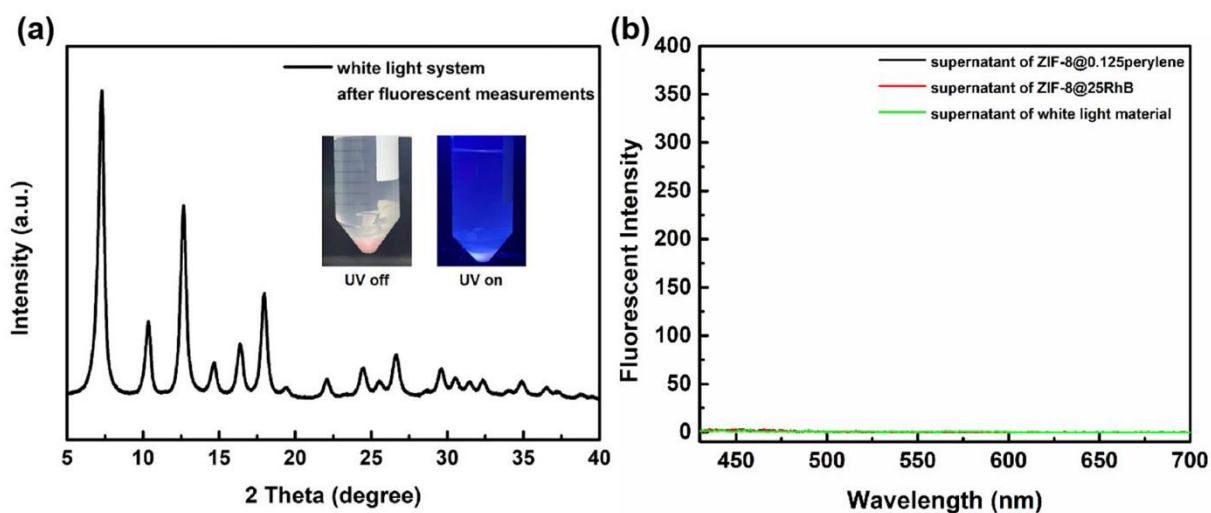 (a)
white light system
after fluorescent measurements
UV off
UV on
Intensity (a.u.)
5 10 15 20 25 30 35 40
2 Theta (degree)
(b)
supernatant of ZIF-8@0.125perylene
supernatant of ZIF-8@25RhB
supernatant of white light material
Fluorescent Intensity
400
350
300
250
200
150
100
50
0
450 500 550 600 650 700
Wavelength (nm)